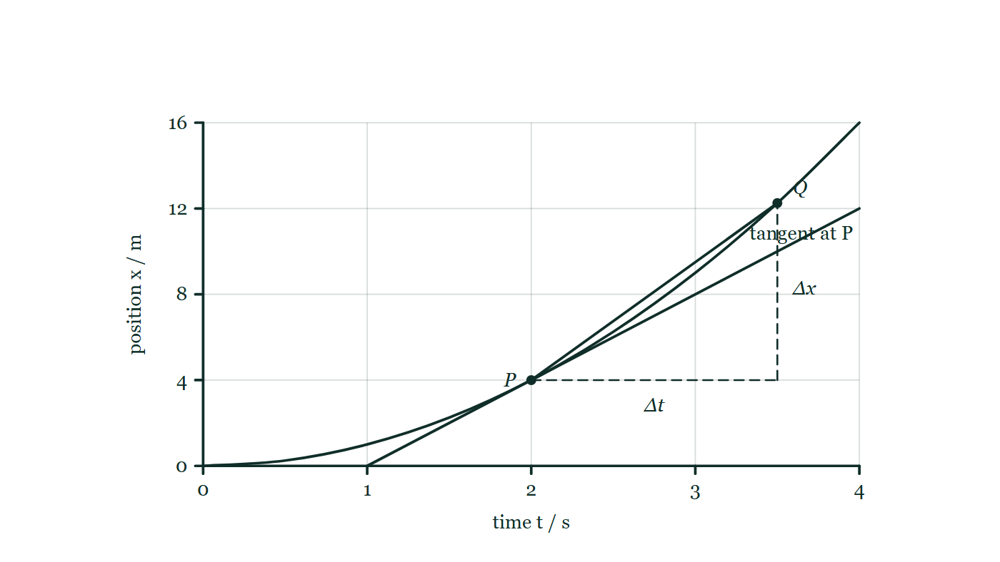 16
Q
12
tangent at P
position x / m
8
Δx
P
4
Δt
0
0
1
2
3
4
time t / s